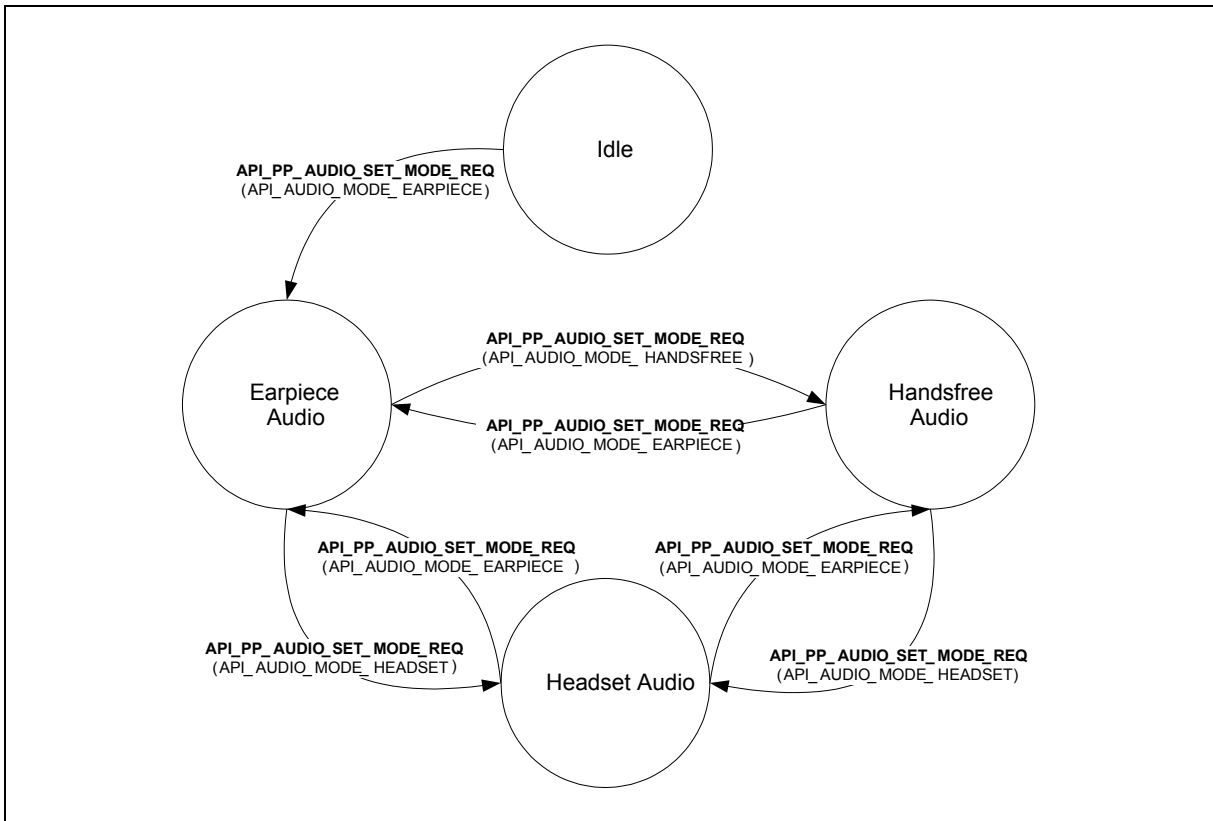 Idle
API_PP_AUDIO_SET_MODE_REQ
(API_AUDIO_MODE_EARPIECE)
Earpiece
Audio
API_PP_AUDIO_SET_MODE_REQ
(API_AUDIO_MODE_HANDSFREE)
Handsfree
Audio
API_PP_AUDIO_SET_MODE_REQ
(API_AUDIO_MODE_EARPIECE)
API_PP_AUDIO_SET_MODE_REQ
(API_AUDIO_MODE_EARPIECE)
API_PP_AUDIO_SET_MODE_REQ
(API_AUDIO_MODE_EARPIECE)
API_PP_AUDIO_SET_MODE_REQ
(API_AUDIO_MODE_HEADSET)
Headset Audio
API_PP_AUDIO_SET_MODE_REQ
(API_AUDIO_MODE_HEADSET)